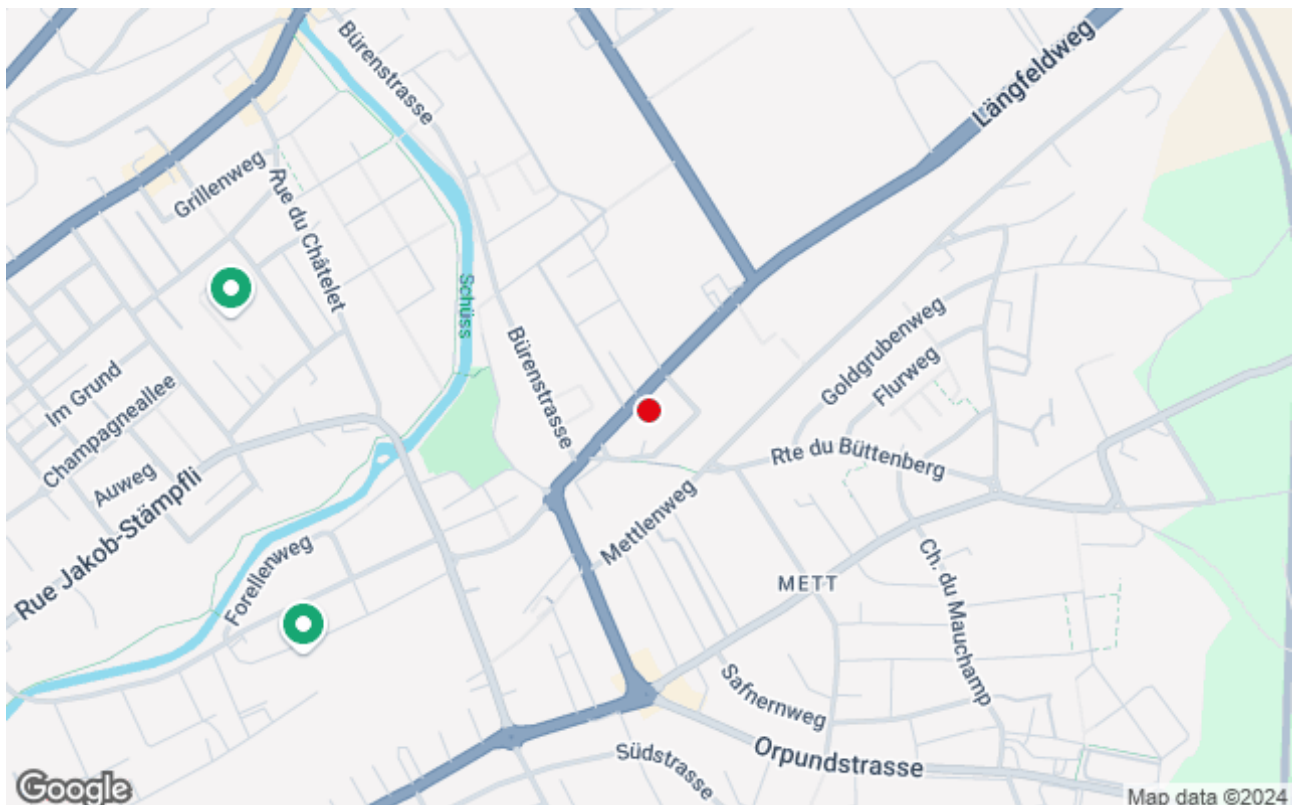 Bürenstrasse
Längfeldweg
Grillenweg
Rue du Châtelet
Schüss
Bürenstrasse
Goldgrubenweg
Flurweg
Im Grund
Champagneallee
Auweg
Rue Jakob-Stämpfli
Rte du Büttenberg
Mettlenweg
Forellenweg
METT
Ch. du Mauchamp
Safnernweg
Orpundstrasse
Südstrasse
Google
Map data ©2024